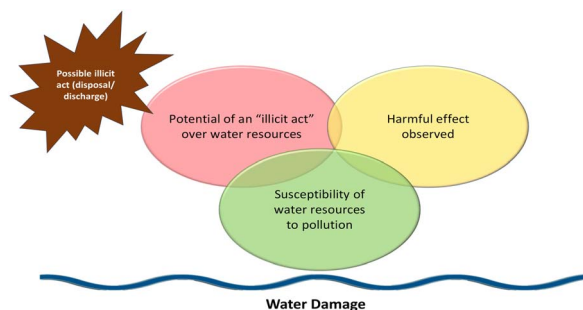 Possible illicit
act (disposal/
discharge)
Potential of an “illicit act”
over water resources
Harmful effect
observed
Susceptibility of
water resources
to pollution
Water Damage